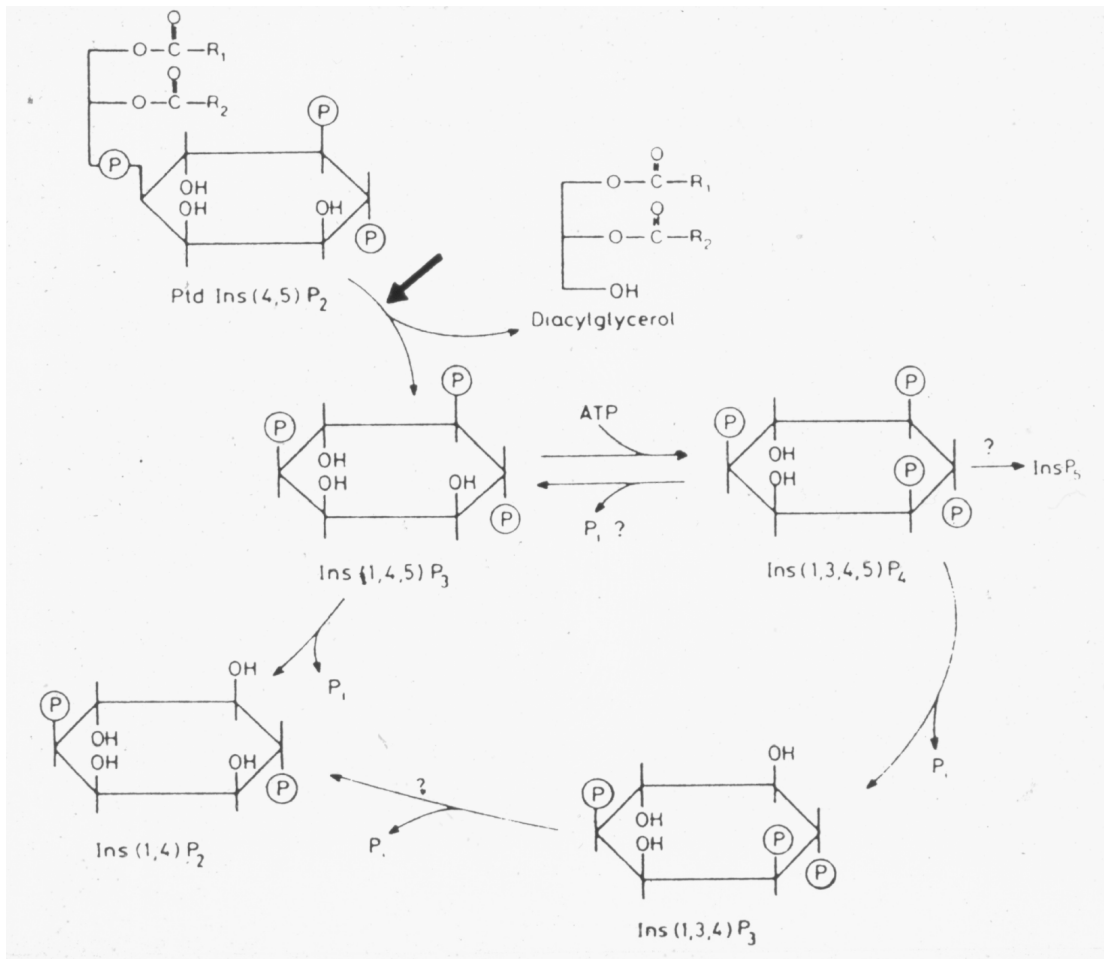 O
O—C—R₁
O
O—C—R₂
P
P
OH
OH
OH
P
Ptd Ins(4,5)P₂
O
O—C—R₁
O
O—C—R₂
OH
Diacylglycerol
P
P
OH
OH
OH
P
Ins(1,4,5)P₃
ATP
Pᵢ ?
P
P
OH
OH
P
P
Ins(1,3,4,5)P₄
?
InsP₅
Pᵢ
Pᵢ
OH
P
OH
OH
OH
P
Ins(1,4)P₂
?
Pᵢ
OH
P
OH
OH
P
P
Ins(1,3,4)P₃